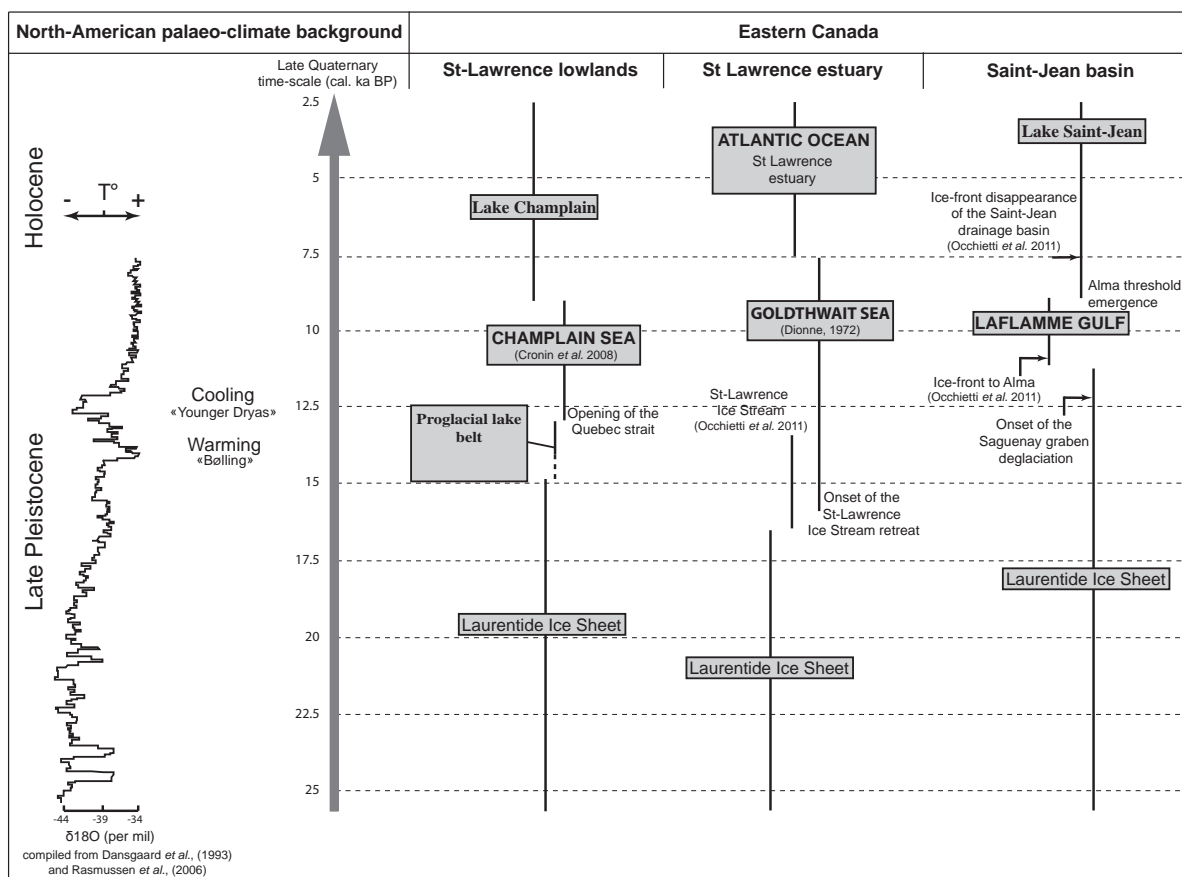 North-American palaeo-climate background
Eastern Canada
Late Quaternary
time-scale (cal. ka BP)
St-Lawrence lowlands
St Lawrence estuary
Saint-Jean basin
2.5
5
7.5
10
12.5
15
17.5
20
22.5
25
Holocene
Late Pleistocene
T°
- +
Cooling
«Younger Dryas»
Warming
«Bølling»
-44 -39 -34
δ18O (per mil)
compiled from Dansgaard et al., (1993)
and Rasmussen et al., (2006)
Lake Champlain
CHAMPLAIN SEA
(Cronin et al. 2008)
Opening of the
Quebec strait
Proglacial lake
belt
Laurentide Ice Sheet
ATLANTIC OCEAN
St Lawrence
estuary
GOLDTHWAIT SEA
(Dionne, 1972)
St-Lawrence
Ice Stream
(Occhietti et al. 2011)
Onset of the
St-Lawrence
Ice Stream retreat
Laurentide Ice Sheet
Lake Saint-Jean
Ice-front disappearance
of the Saint-Jean
drainage basin
(Occhietti et al. 2011)
Alma threshold
emergence
LAFLAMME GULF
Ice-front to Alma
(Occhietti et al. 2011)
Onset of the
Saguenay graben
deglaciation
Laurentide Ice Sheet